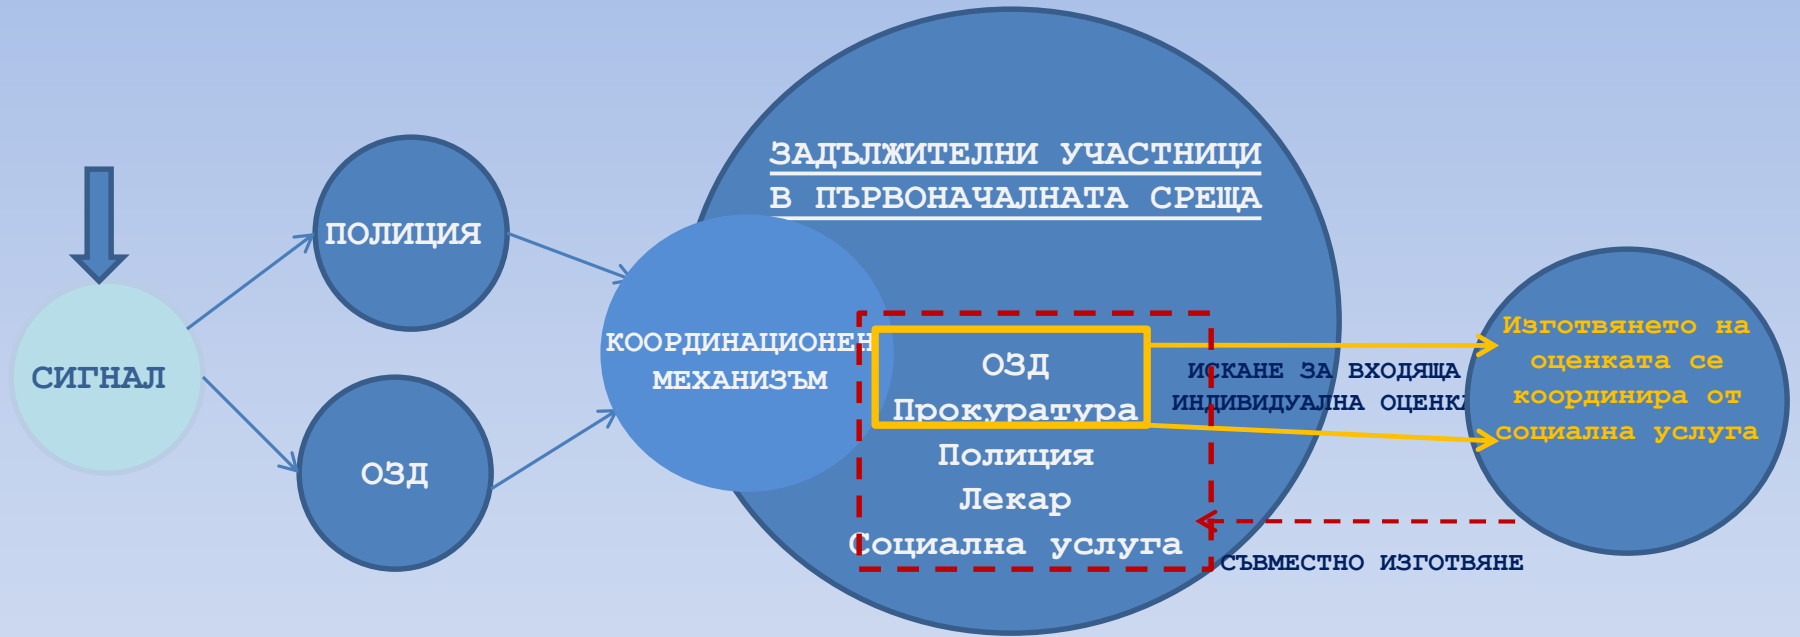 СИГНАЛ
ПОЛИЦИЯ
ОЗД
КООРДИНАЦИОНЕН
МЕХАНИЗЪМ
ЗАДЪЛЖИТЕЛНИ УЧАСТНИЦИ
В ПЪРВОНАЧАЛНАТА СРЕЩА
ОЗД
Прокуратура
Полиция
Лекар
Социална услуга
ИСКАНЕ ЗА ВХОДЯЩА
ИНДИВИДУАЛНА ОЦЕНКА
СЪВМЕСТНО ИЗГОТВЯНЕ
Изготвянето на
оценката се
координира от
социална услуга